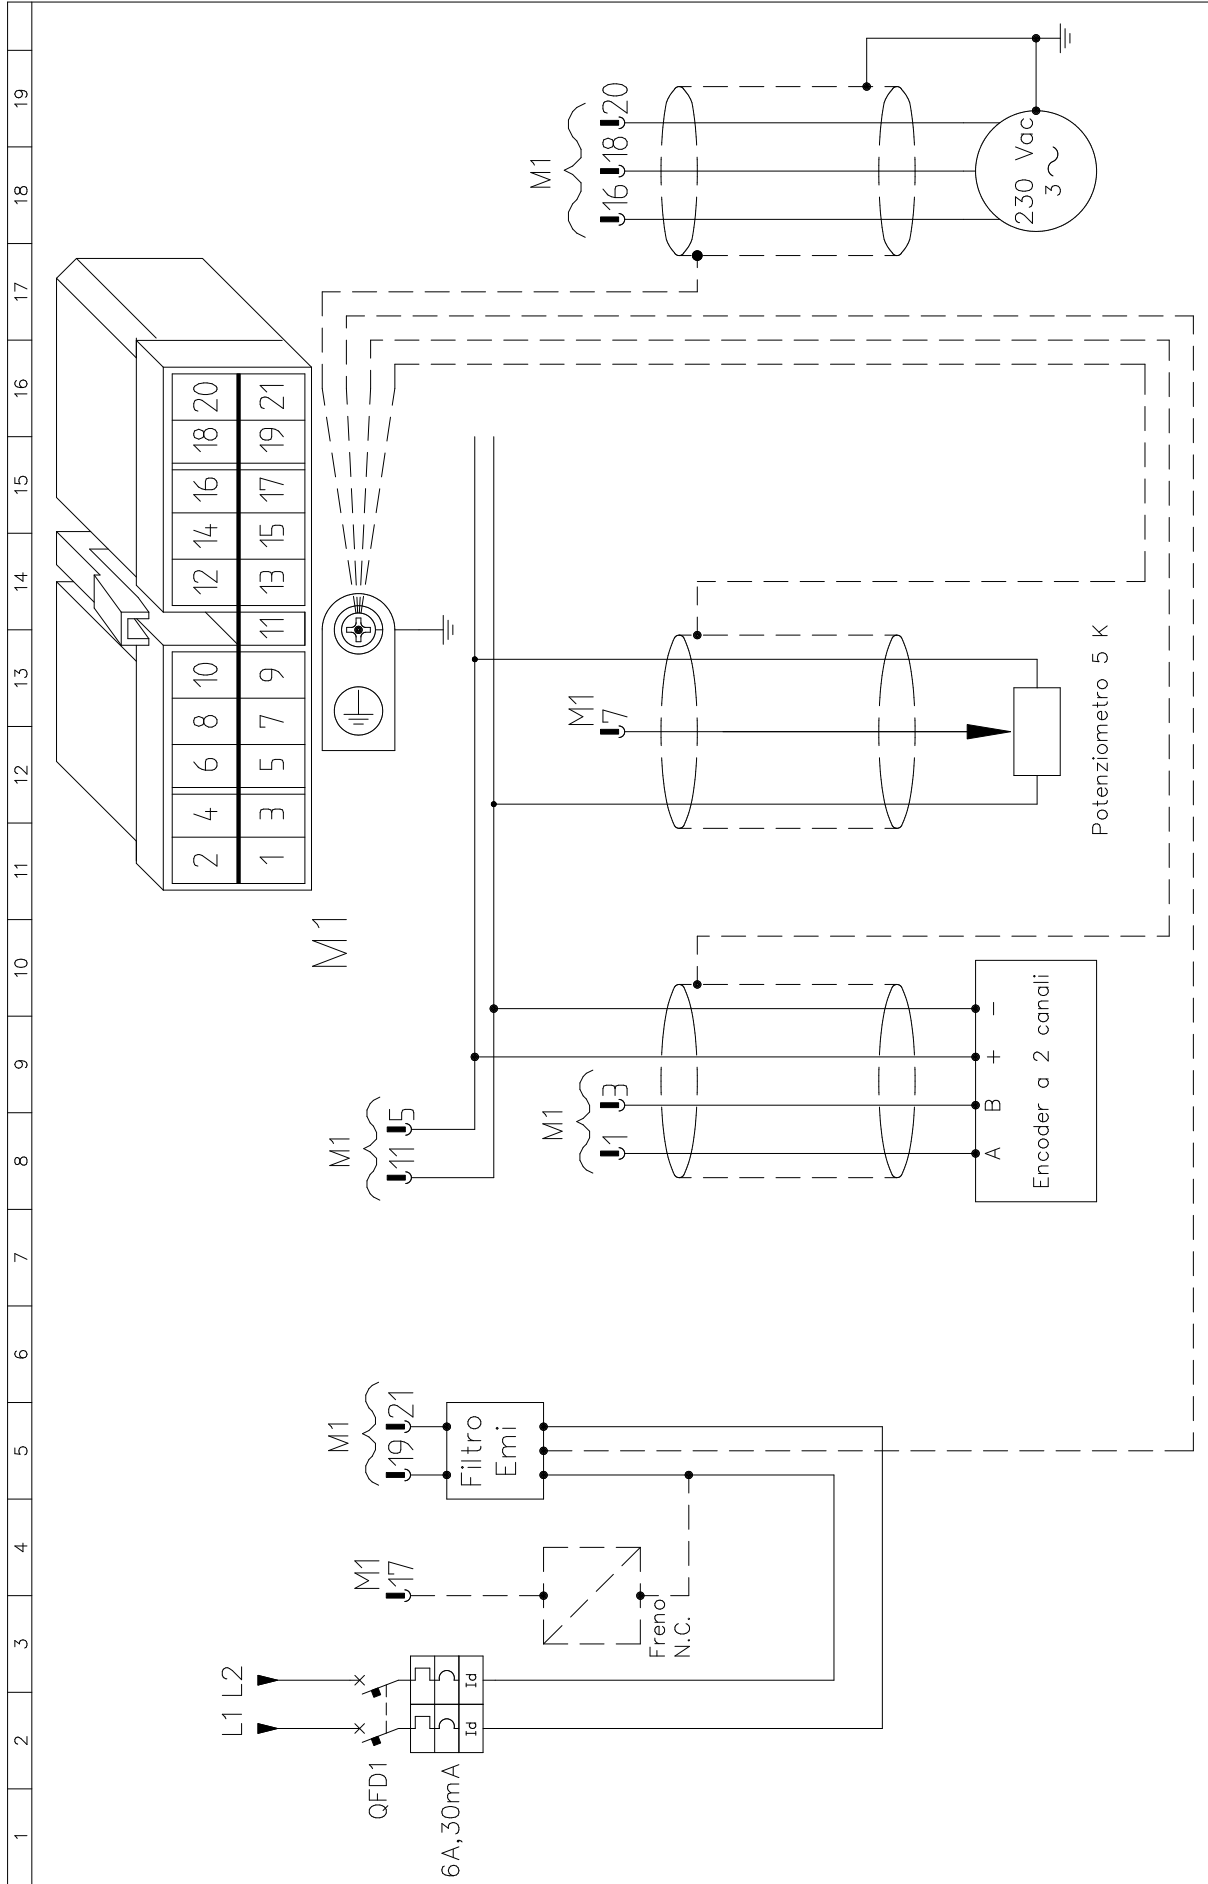 1 2 3 4 5 6 7 8 9 10 11 12 13 14 15 16 17 18 19
L1 L2
QFD1
6A,30mA
Id Id
M1
17
Freno
N.C.
M1
19 21
Filtro
Emi
M1
11 5
M1
1 3
A B + -
Encoder a 2 canali
M1
2 4 6 8 10 12 14 16 18 20
1 3 5 7 9 11 13 15 17 19 21
M1
7
Potenziometro 5 K
M1
16 18 20
230 Vac
3 ~